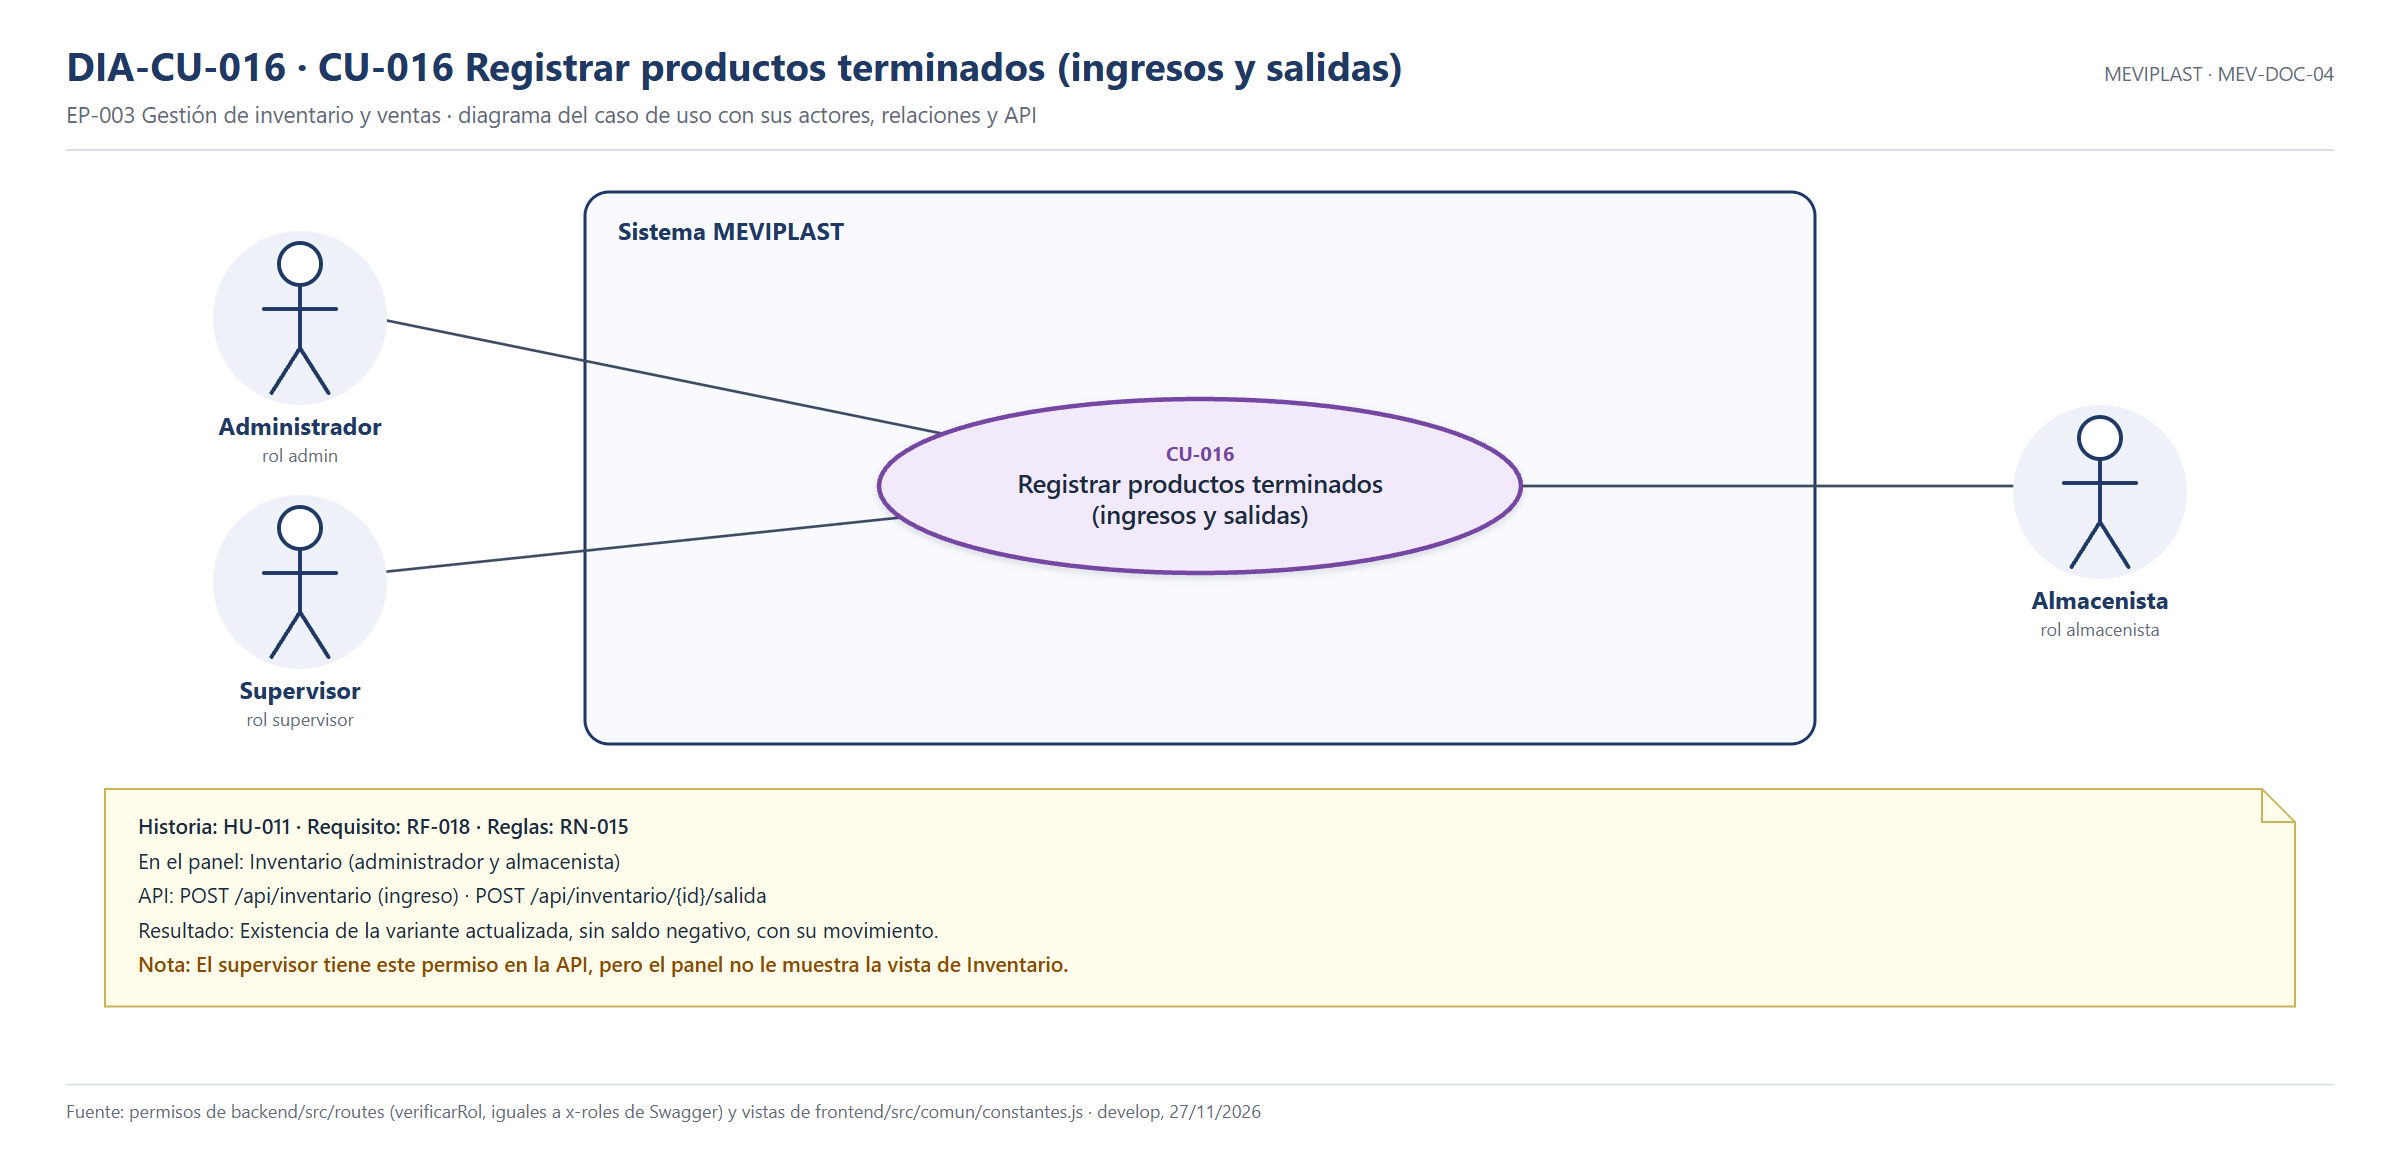 DIA-CU-016 · CU-016 Registrar productos terminados (ingresos y salidas)
MEVIPLAST · MEV-DOC-04
EP-003 Gestión de inventario y ventas · diagrama del caso de uso con sus actores, relaciones y API
Sistema MEVIPLAST
Administrador
rol admin
CU-016
Registrar productos terminados
(ingresos y salidas)
Almacenista
rol almacenista
Supervisor
rol supervisor
Historia: HU-011 · Requisito: RF-018 · Reglas: RN-015
En el panel: Inventario (administrador y almacenista)
API: POST /api/inventario (ingreso) · POST /api/inventario/{id}/salida
Resultado: Existencia de la variante actualizada, sin saldo negativo, con su movimiento.
Nota: El supervisor tiene este permiso en la API, pero el panel no le muestra la vista de Inventario.
Fuente: permisos de backend/src/routes (verificarRol, iguales a x-roles de Swagger) y vistas de frontend/src/comun/constantes.js · develop, 27/11/2026